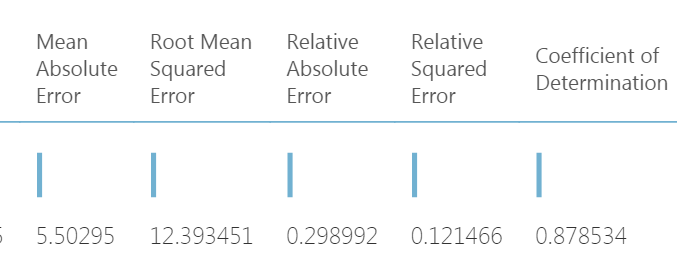 Mean Absolute Error
Root Mean Squared Error
Relative Absolute Error
Relative Squared Error
Coefficient of Determination
5.50295 12.393451 0.298992 0.121466 0.878534